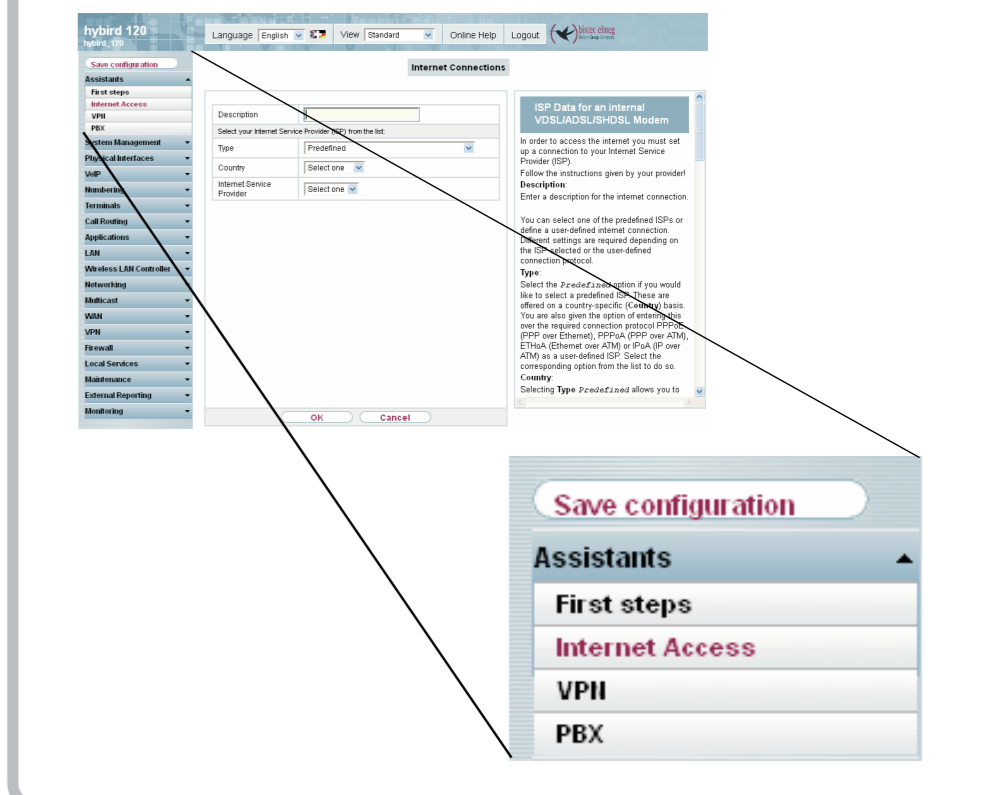 hybird 120
hybird_120
Language English View Standard Online Help Logout bintec elmeg
Save configuration
Assistants
First steps
Internet Access
VPN
PBX
System Management
Physical Interfaces
VoIP
Numbering
Terminals
Call Routing
Applications
LAN
Wireless LAN Controller
Networking
Multicast
WAN
VPN
Firewall
Local Services
Maintenance
External Reporting
Monitoring
Internet Connections
Description
Select your Internet Service Provider (ISP) from the list:
Type Predefined
Country Select one
Internet Service
Provider Select one
OK Cancel
ISP Data for an internal
VDSL/ADSL/SHDSL Modem
In order to access the internet you must set
up a connection to your Internet Service
Provider (ISP).
Follow the instructions given by your provider!
Description:
Enter a description for the internet connection.
You can select one of the predefined ISPs or
define a user-defined internet connection.
Different settings are required depending on
the ISP selected or the user-defined
connection protocol.
Type:
Select the Predefined option if you would
like to select a predefined ISP. These are
offered on a country-specific (Country) basis.
You are also given the option of entering this
over the required connection protocol PPPoE
(PPP over Ethernet), PPPoA (PPP over ATM),
ETHoA (Ethernet over ATM) or IPoA (IP over
ATM) as a user-defined ISP. Select the
corresponding option from the list to do so.
Country:
Selecting Type Predefined allows you to
Save configuration
Assistants
First steps
Internet Access
VPN
PBX